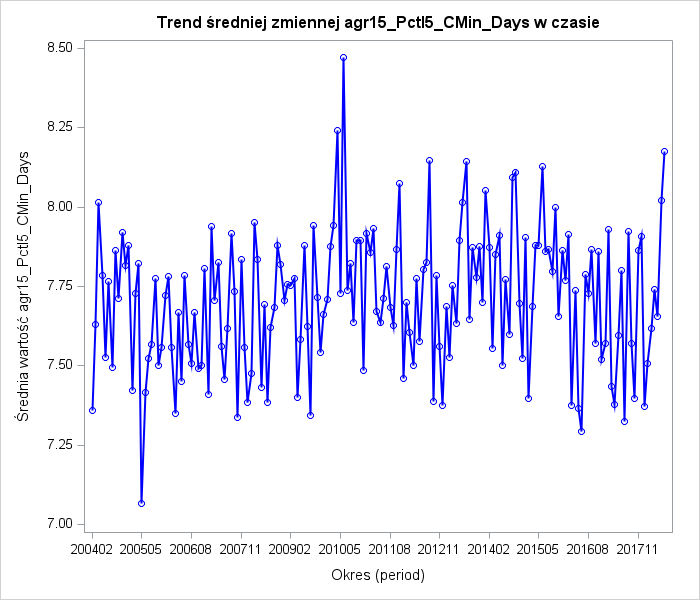 Trend średniej zmiennej agr15_Pctl5_CMin_Days w czasie
8.50
8.25
8.00
7.75
7.50
7.25
7.00
Średnia wartość agr15_Pctl5_CMin_Days
200402 200505 200608 200711 200902 201005 201108 201211 201402 201505 201608 201711
Okres (period)